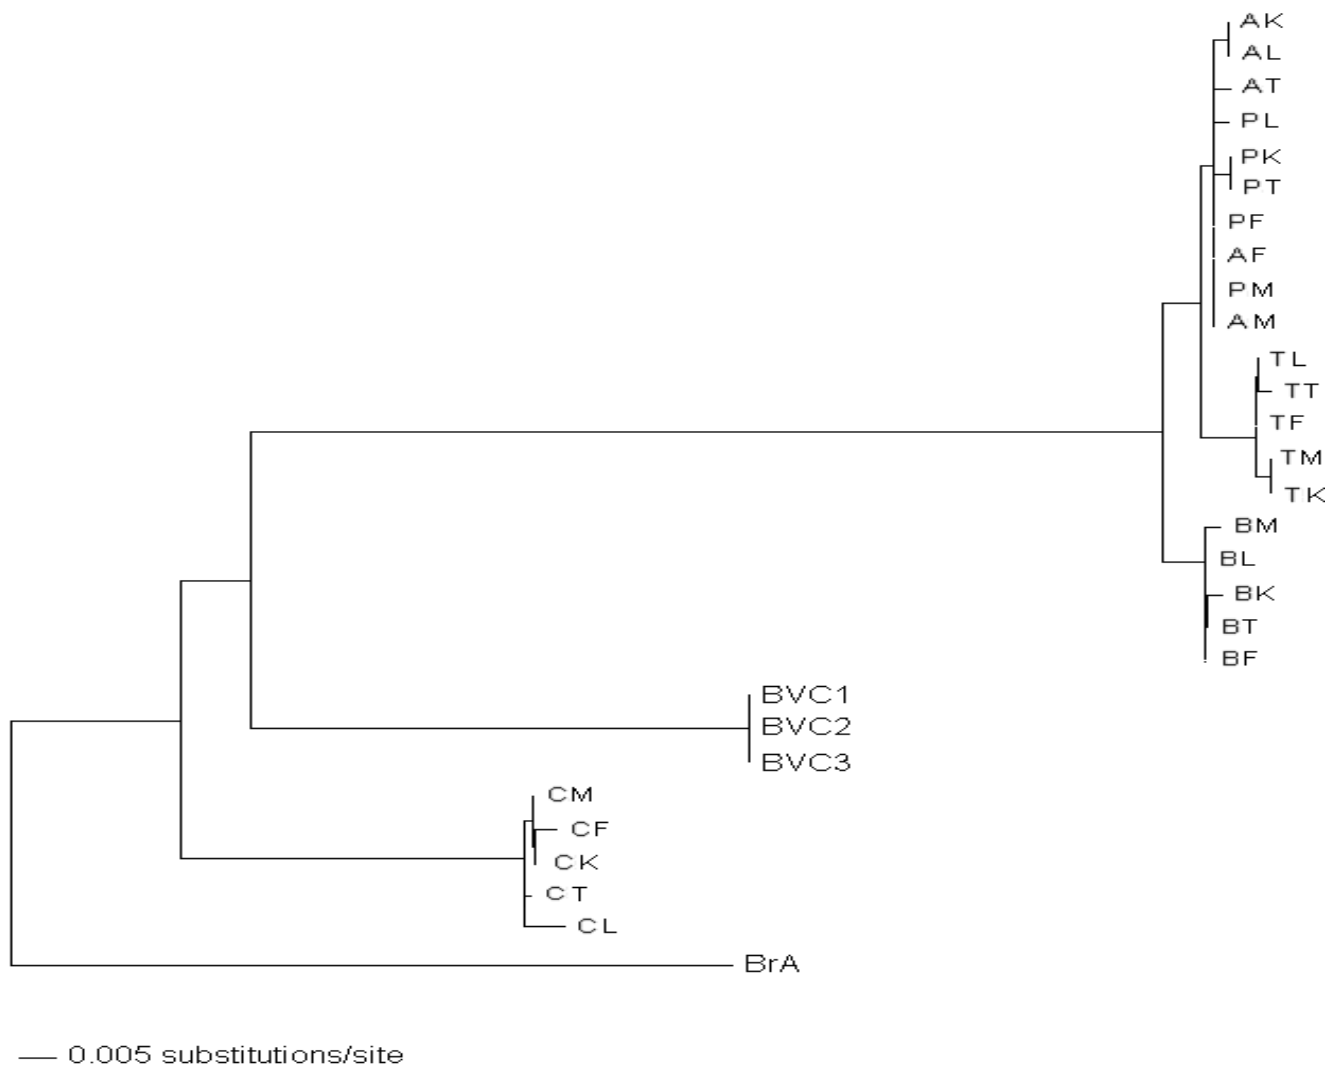 AK
AL
AT
PL
PK
PT
PF
AF
PM
AM
TL
TT
TF
TM
TK
BM
BL
BK
BT
BF
BVC1
BVC2
BVC3
CM
CF
CK
CT
CL
BrA
0.005 substitutions/site